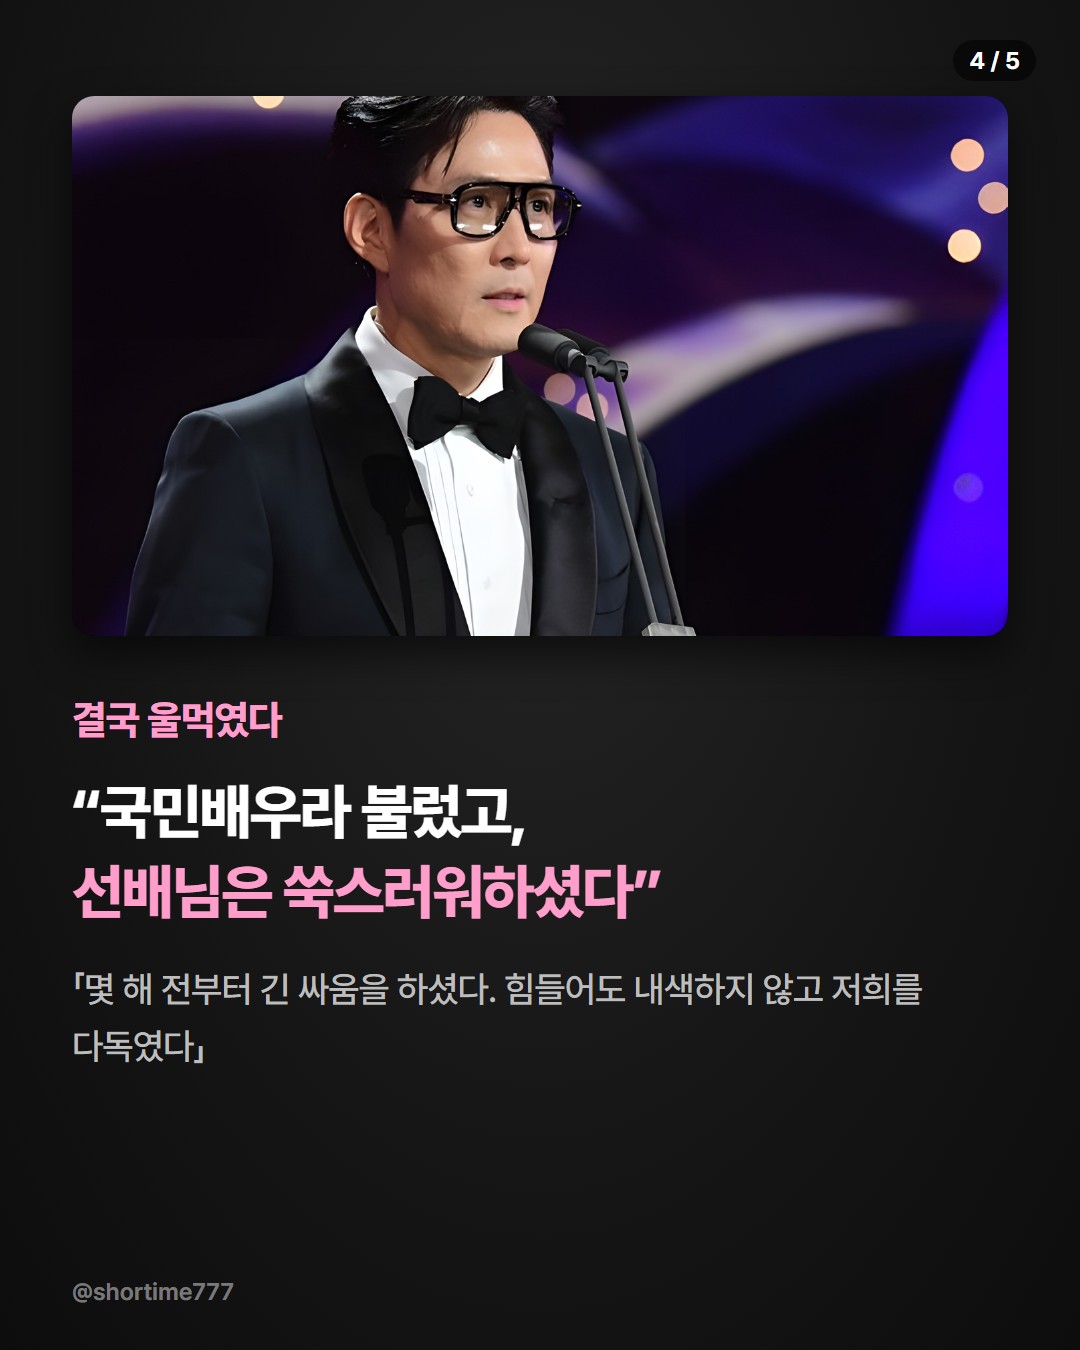 4 / 5
결국 울먹였다
“국민배우라 불렀고,
선배님은 쑥스러워하셨다”
「몇 해 전부터 긴 싸움을 하셨다. 힘들어도 내색하지 않고 저희를
다독였다」
@shortime777